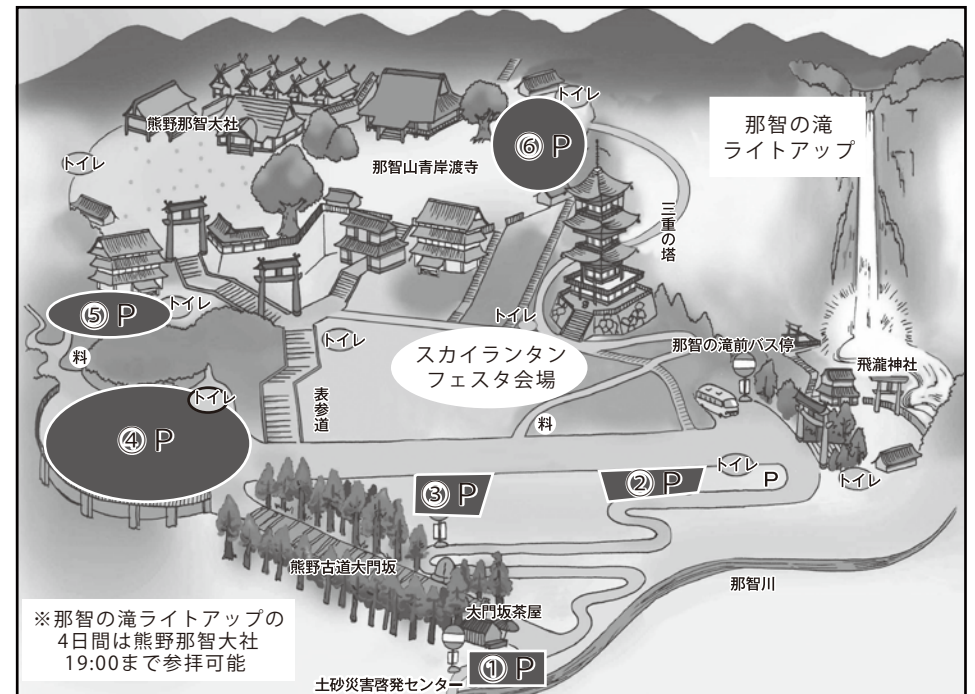 熊野那智大社
那智山青岸渡寺
トイレ
⑥ P
那智の滝
ライトアップ
トイレ
三重の塔
⑤ P
トイレ
トイレ
トイレ
料
スカイランタン
フェスタ会場
那智の滝前バス停
飛瀧神社
トイレ
④ P
表参道
料
③ P
② P
トイレ
P
トイレ
熊野古道大門坂
那智川
大門坂茶屋
※那智の滝ライトアップの
4日間は熊野那智大社
19:00まで参拝可能
① P
土砂災害啓発センター